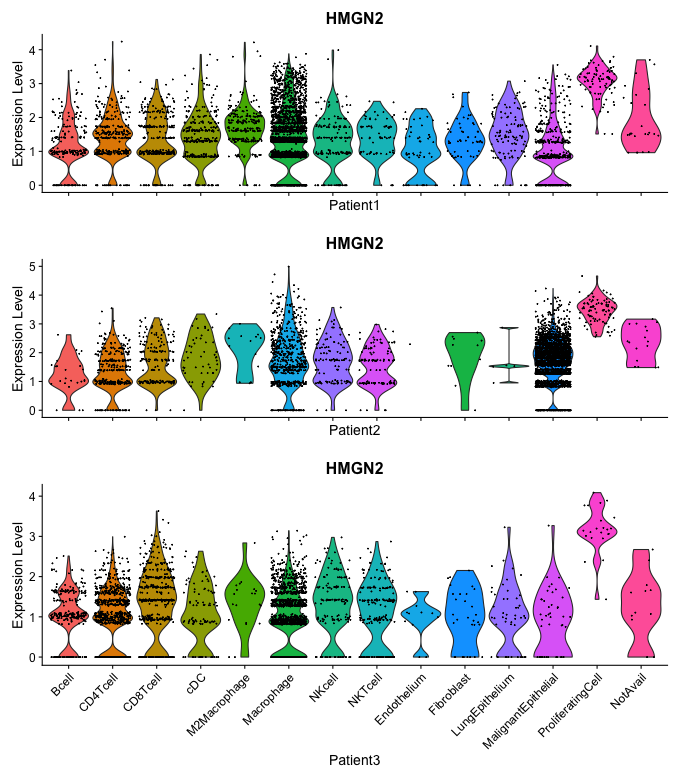 HMGN2
Expression Level
4
3
2
1
0
Patient1
HMGN2
Expression Level
5
4
3
2
1
0
Patient2
HMGN2
Expression Level
4
3
2
1
0
Bcell
CD4Tcell
CD8Tcell
cDC
M2Macrophage
Macrophage
NKcell
NKTcell
Endothelium
Fibroblast
LungEpithelium
MalignantEpithelial
ProliferatingCell
NotAvail
Patient3